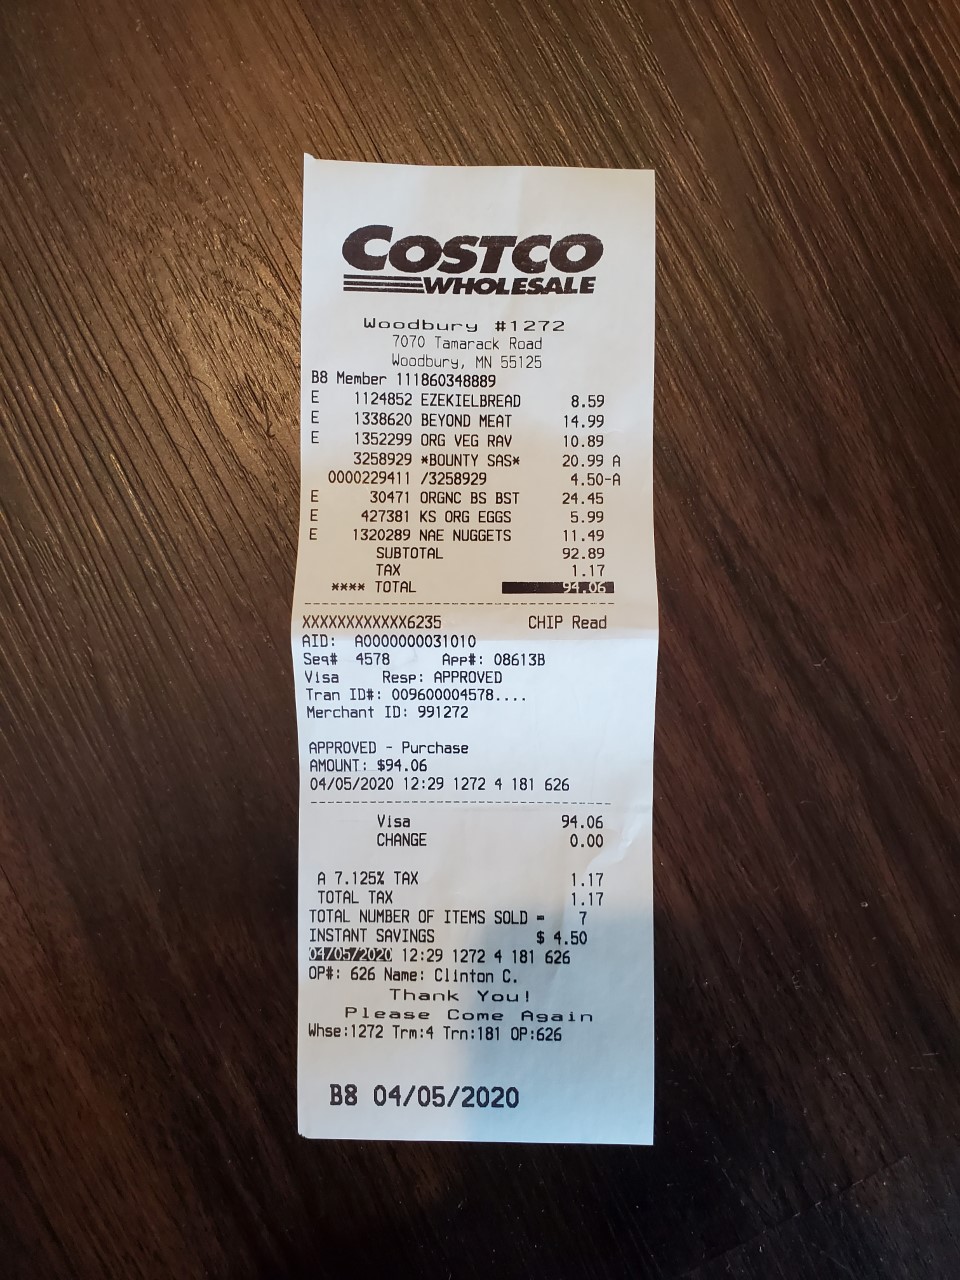 COSTCO
WHOLESALE
Woodbury #1272
7070 Tamarack Road
Woodbury, MN 55125
B8 Member 111860348889
E 1124852 EZEKIELBREAD 8.59
E 1338620 BEYOND MEAT 14.99
E 1352299 ORG VEG RAV 10.89
3258929 *BOUNTY SAS* 20.99 A
0000229411 /3258929 4.50-A
E 30471 ORGNC BS BST 24.45
E 427381 KS ORG EGGS 5.99
E 1320289 NAE NUGGETS 11.49
SUBTOTAL 92.89
TAX 1.17
**** TOTAL 94.06
XXXXXXXXXXXX6235 CHIP Read
AID: A0000000031010
Seq# 4578 App#: 08613B
Visa Resp: APPROVED
Tran ID#: 009600004578....
Merchant ID: 991272
APPROVED - Purchase
AMOUNT: $94.06
04/05/2020 12:29 1272 4 181 626
Visa 94.06
CHANGE 0.00
A 7.125% TAX 1.17
TOTAL TAX 1.17
TOTAL NUMBER OF ITEMS SOLD = 7
INSTANT SAVINGS $ 4.50
04/05/2020 12:29 1272 4 181 626
OP#: 626 Name: Clinton C.
Thank You!
Please Come Again
Whse:1272 Trm:4 Trn:181 OP:626
B8 04/05/2020